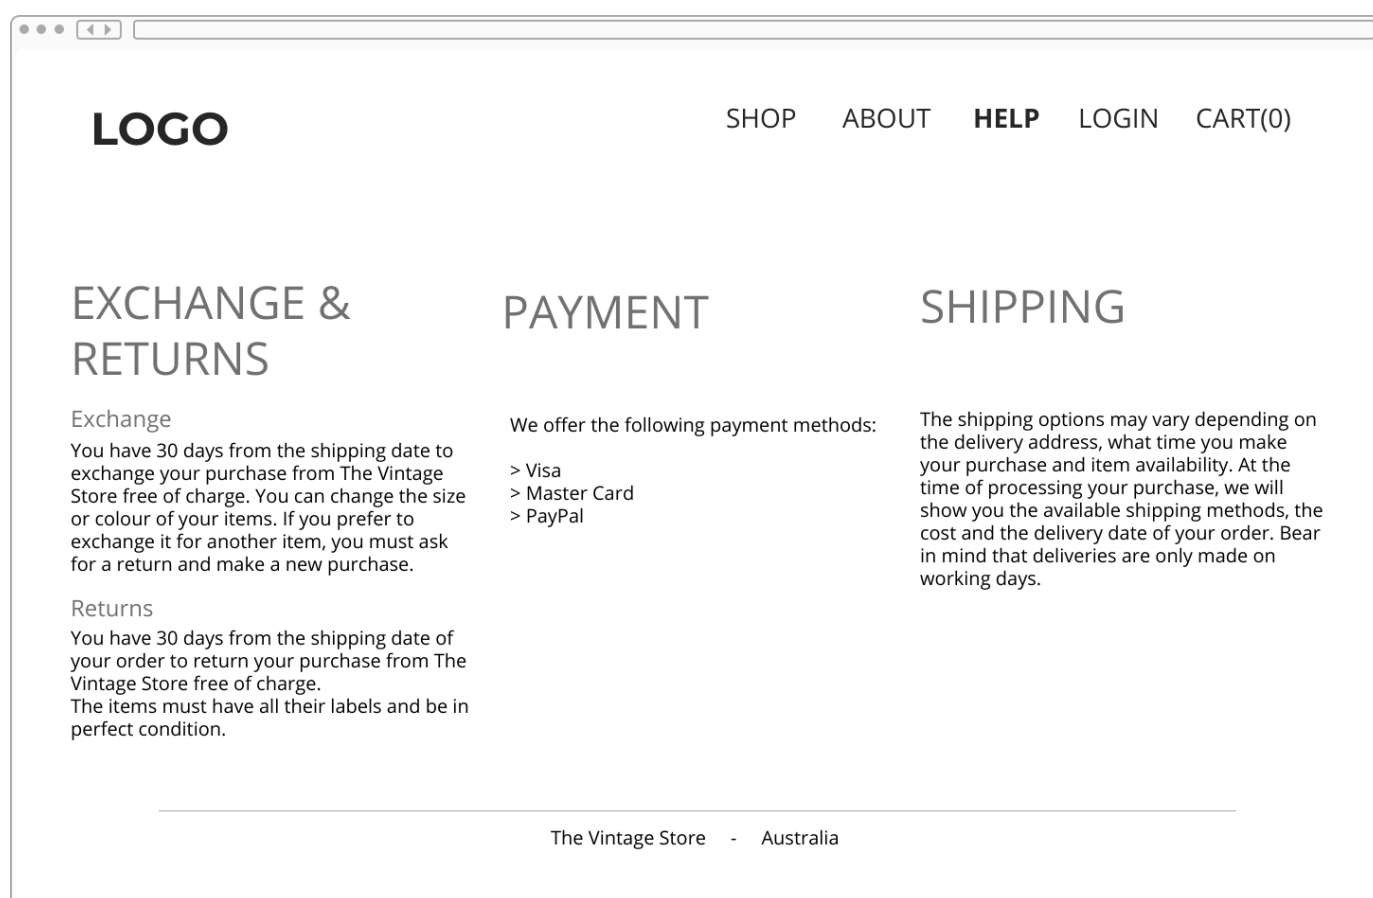 LOGO
SHOP ABOUT HELP LOGIN CART(0)
EXCHANGE &
RETURNS
Exchange
You have 30 days from the shipping date to
exchange your purchase from The Vintage
Store free of charge. You can change the size
or colour of your items. If you prefer to
exchange it for another item, you must ask
for a return and make a new purchase.
Returns
You have 30 days from the shipping date of
your order to return your purchase from The
Vintage Store free of charge.
The items must have all their labels and be in
perfect condition.
PAYMENT
We offer the following payment methods:
> Visa
> Master Card
> PayPal
SHIPPING
The shipping options may vary depending on
the delivery address, what time you make
your purchase and item availability. At the
time of processing your purchase, we will
show you the available shipping methods, the
cost and the delivery date of your order. Bear
in mind that deliveries are only made on
working days.
The Vintage Store - Australia